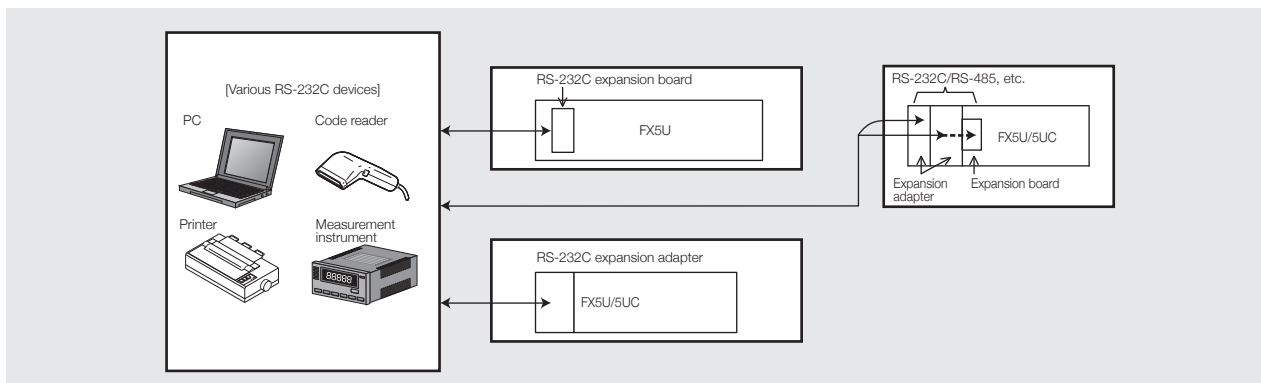 [Various RS-232C devices]
PC
Code reader
Printer
Measurement
instrument
88888
RS-232C expansion board
FX5U
RS-232C expansion adapter
FX5U/5UC
RS-232C/RS-485, etc.
FX5U/5UC
Expansion
adapter
Expansion board